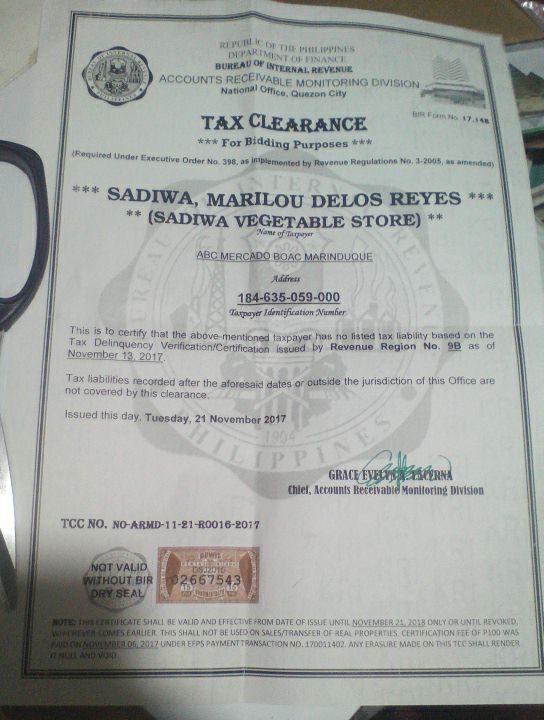 REPUBLIC OF THE PHILIPPINES
DEPARTMENT OF FINANCE
BUREAU OF INTERNAL REVENUE
ACCOUNTS RECEIVABLE MONITORING DIVISION
National Office, Quezon City
BIR Form No. 17.14B
TAX CLEARANCE
*** For Bidding Purposes ***
(Required Under Executive Order No. 398, as implemented by Revenue Regulations No. 3-2005, as amended)
*** SADIWA, MARILOU DELOS REYES ***
** (SADIWA VEGETABLE STORE) **
Name of Taxpayer
ABC MERCADO BOAC MARINDUQUE
Address
184-635-059-000
Taxpayer Identification Number
This is to certify that the above-mentioned taxpayer has no listed tax liability based on the
Tax Delinquency Verification/Certification issued by Revenue Region No. 9B as of
November 13, 2017.
Tax liabilities recorded after the aforesaid dates or outside the jurisdiction of this Office are
not covered by this clearance.
Issued this day, Tuesday, 21 November 2017
1904
PHILIPPINES
GRACE EVELYN LACERNA
Chief, Accounts Receivable Monitoring Division
TCC NO. NO-ARMD-11-21-R0016-2017
NOT VALID
WITHOUT BIR
DRY SEAL
02667543
NOTE: THIS CERTIFICATE SHALL BE VALID AND EFFECTIVE FROM DATE OF ISSUE UNTIL NOVEMBER 21, 2018 ONLY OR UNTIL REVOKED,
WHICHEVER COMES EARLIER. THIS SHALL NOT BE USED ON SALES/TRANSFER OF REAL PROPERTIES. CERTIFICATION FEE OF P100 WAS
PAID ON NOVEMBER 06, 2017 UNDER EFPS PAYMENT TRANSACTION NO. 170011402. ANY ERASURE MADE ON THIS TCC SHALL RENDER
IT NULL AND VOID.